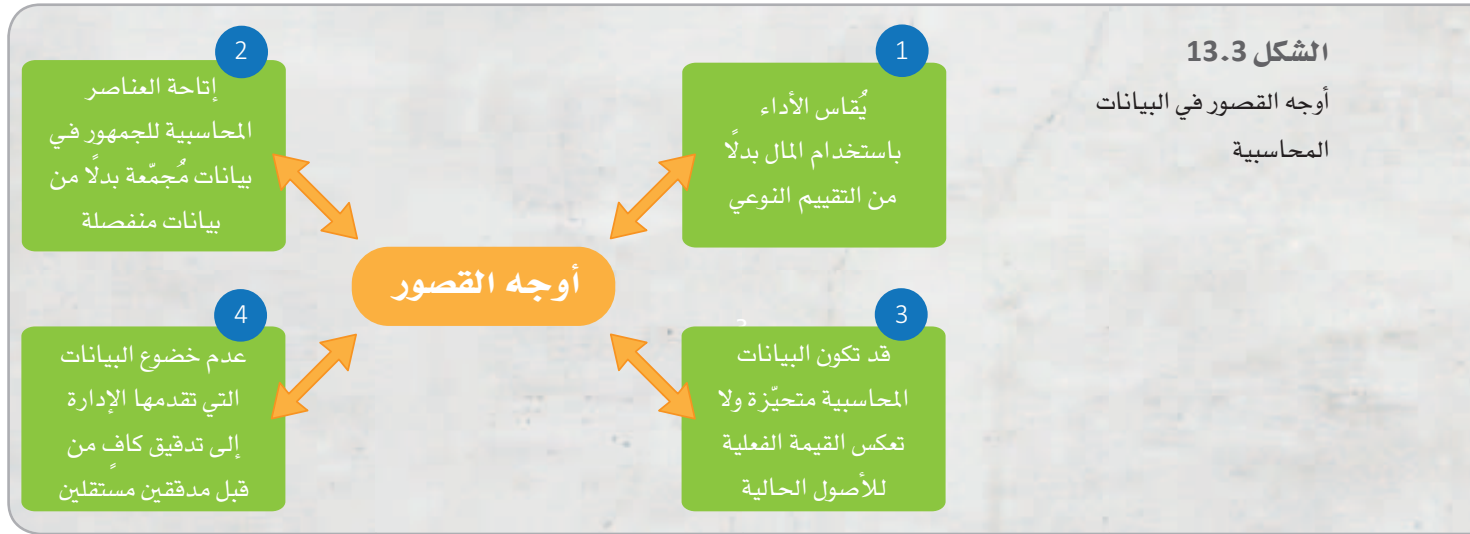 الشكل 13.3
أوجه القصور في البيانات
المحاسبية
1
يُقاس الأداء
باستخدام المال بدلًا
من التقييم النوعي
2
إتاحة العناصر
المحاسبية للجمهور في
بيانات مُجمّعة بدلًا من
بيانات منفصلة
أوجه القصور
3
قد تكون البيانات
المحاسبية متحيّزة ولا
تعكس القيمة الفعلية
للأصول الحالية
4
عدم خضوع البيانات
التي تقدمها الإدارة
إلى تدقيق كافٍ من
قبل مدققين مستقلين